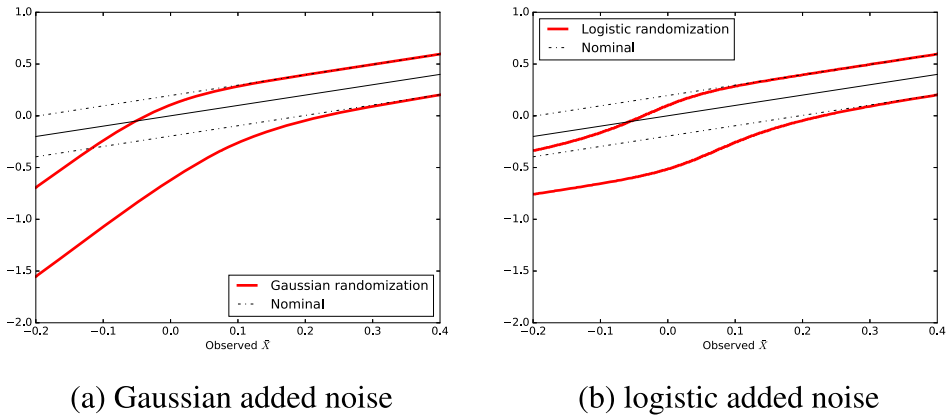 1.0
0.5
0.0
−0.5
−1.0
−1.5
−2.0
−0.2 −0.1 0.0 0.1 0.2 0.3 0.4
Observed X̄
Gaussian randomization
Nominal
(a) Gaussian added noise
1.0
0.5
0.0
−0.5
−1.0
−1.5
−2.0
−0.2 −0.1 0.0 0.1 0.2 0.3 0.4
Observed X̄
Logistic randomization
Nominal
(b) logistic added noise